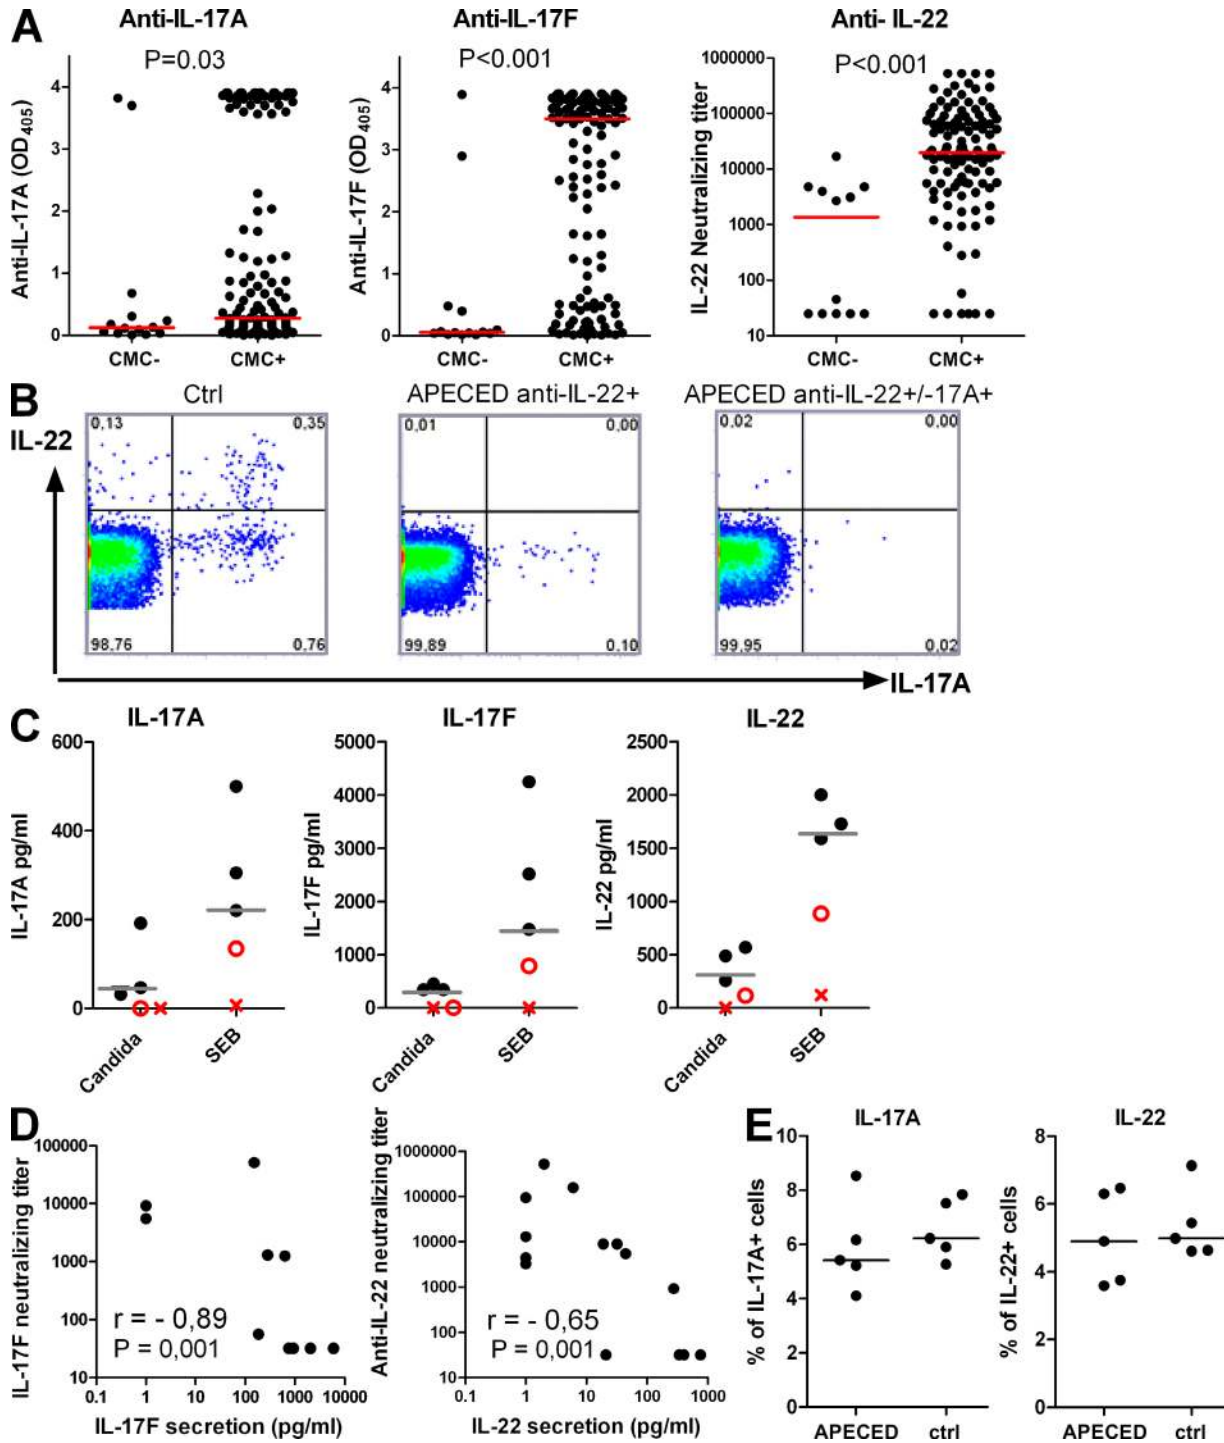 A
Anti-IL-17A
P=0.03
Anti-IL-17A (OD405)
4
3
2
1
0
CMC-
CMC+
Anti-IL-17F
P<0.001
Anti-IL-17F (OD405)
4
3
2
1
0
CMC-
CMC+
Anti- IL-22
P<0.001
IL-22 Neutralizing titer
1000000
100000
10000
1000
100
10
CMC-
CMC+
B
IL-22
Ctrl
0,13
0,35
98,76
0,76
APECED anti-IL-22+
0,01
0,00
99,89
0,10
APECED anti-IL-22+/-17A+
0,02
0,00
99,95
0,02
IL-17A
C
IL-17A
IL-17A pg/ml
600
400
200
0
Candida
SEB
IL-17F
IL-17F pg/ml
5000
4000
3000
2000
1000
0
Candida
SEB
IL-22
IL-22 pg/ml
2500
2000
1500
1000
500
0
Candida
SEB
D
IL-17F neutralizing titer
100000
10000
1000
100
10
r = - 0,89
P = 0,001
0.1
1
10
100
1000
10000
IL-17F secretion (pg/ml)
Anti-IL-22 neutralizing titer
1000000
100000
10000
1000
100
10
r = - 0,65
P = 0,001
0.1
1
10
100
1000
IL-22 secretion (pg/ml)
E
IL-17A
% of IL-17A+ cells
10
8
6
4
2
0
APECED
ctrl
IL-22
% of IL-22+ cells
8
6
4
2
0
APECED
ctrl